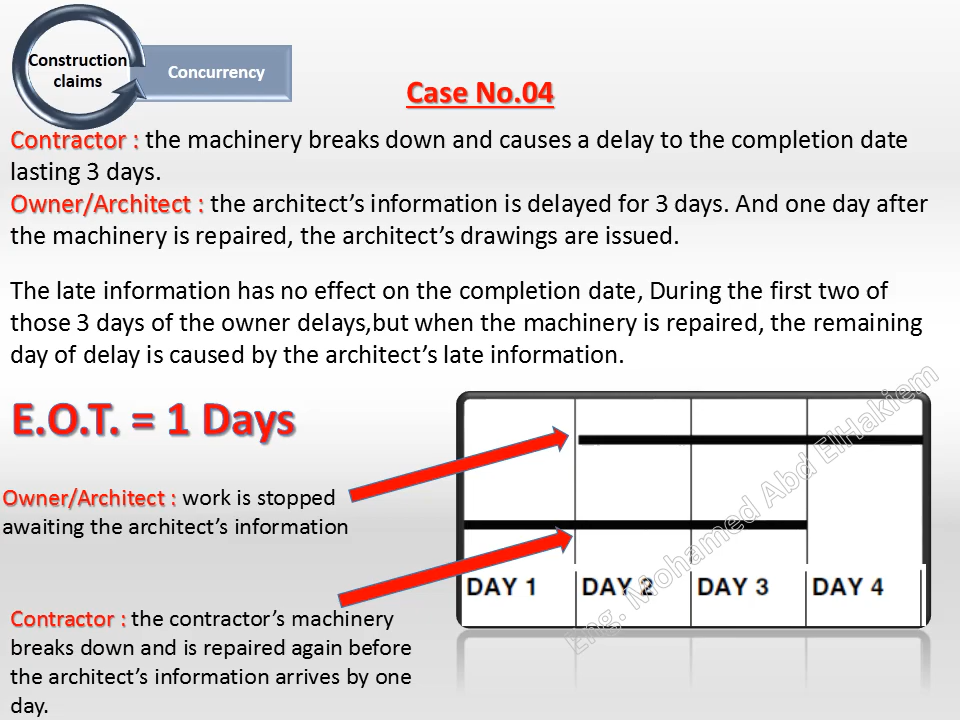 Construction
claims
Concurrency
Case No.04
Contractor : the machinery breaks down and causes a delay to the completion date
lasting 3 days.
Owner/Architect : the architect’s information is delayed for 3 days. And one day after
the machinery is repaired, the architect’s drawings are issued.
The late information has no effect on the completion date, During the first two of
those 3 days of the owner delays,but when the machinery is repaired, the remaining
day of delay is caused by the architect’s late information.
E.O.T. = 1 Days
Owner/Architect : work is stopped
awaiting the architect’s information
Contractor : the contractor’s machinery
breaks down and is repaired again before
the architect’s information arrives by one
day.
DAY 1 DAY 2 DAY 3 DAY 4
Eng. Mohamed Abd ElHakiem